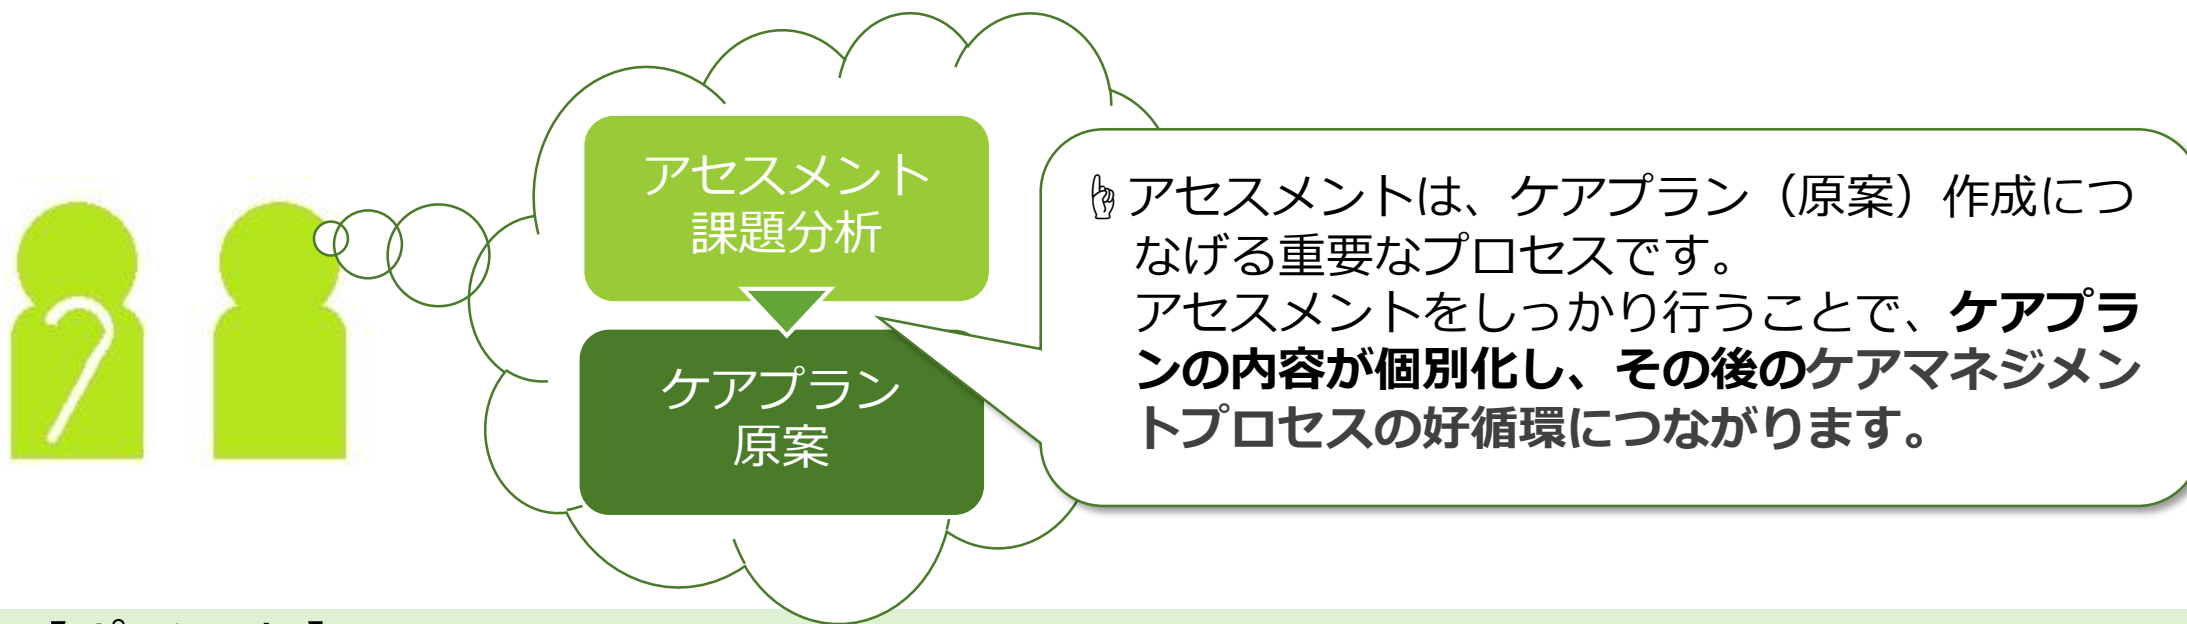 アセスメント
課題分析
ケアプラン
原案
☝アセスメントは、ケアプラン（原案）作成につ
なげる重要なプロセスです。
アセスメントをしっかり行うことで、ケアプラ
ンの内容が個別化し、その後のケアマネジメン
トプロセスの好循環につながります。